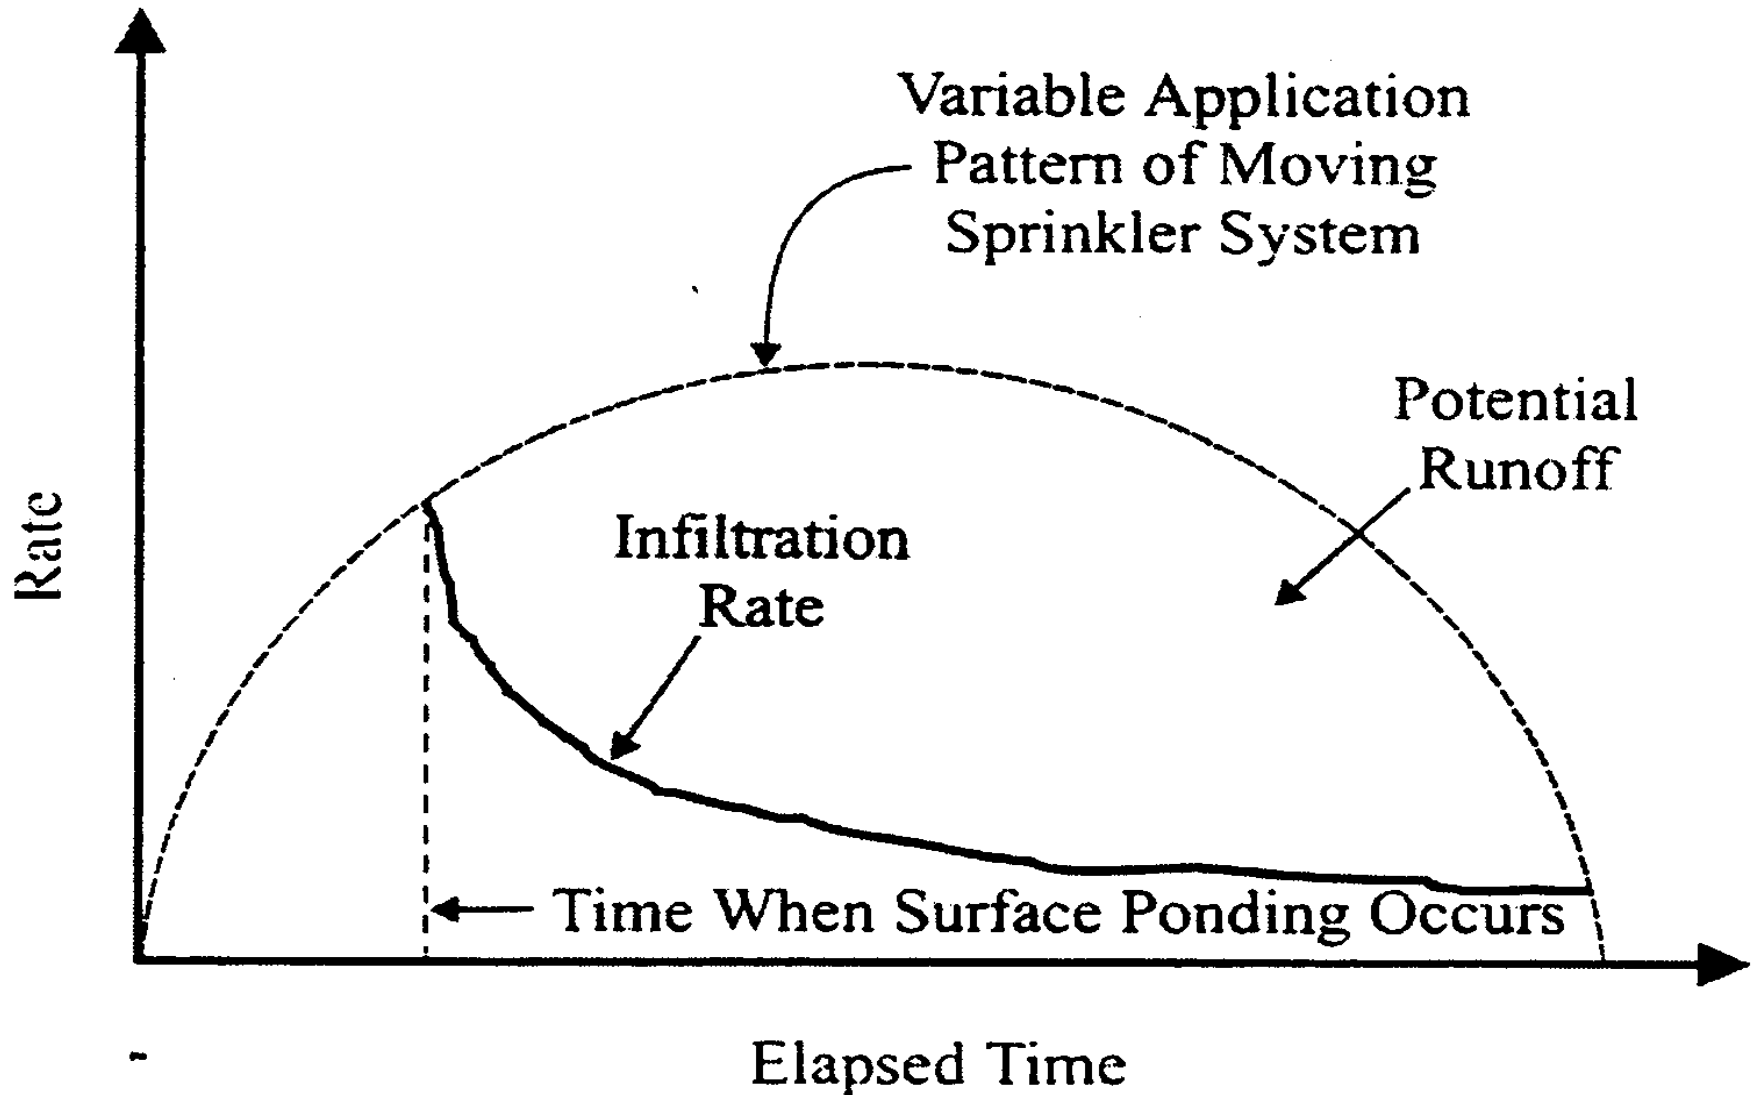 Variable Application
Pattern of Moving
Sprinkler System
Potential
Runoff
Infiltration
Rate
Rate
Time When Surface Ponding Occurs
Elapsed Time